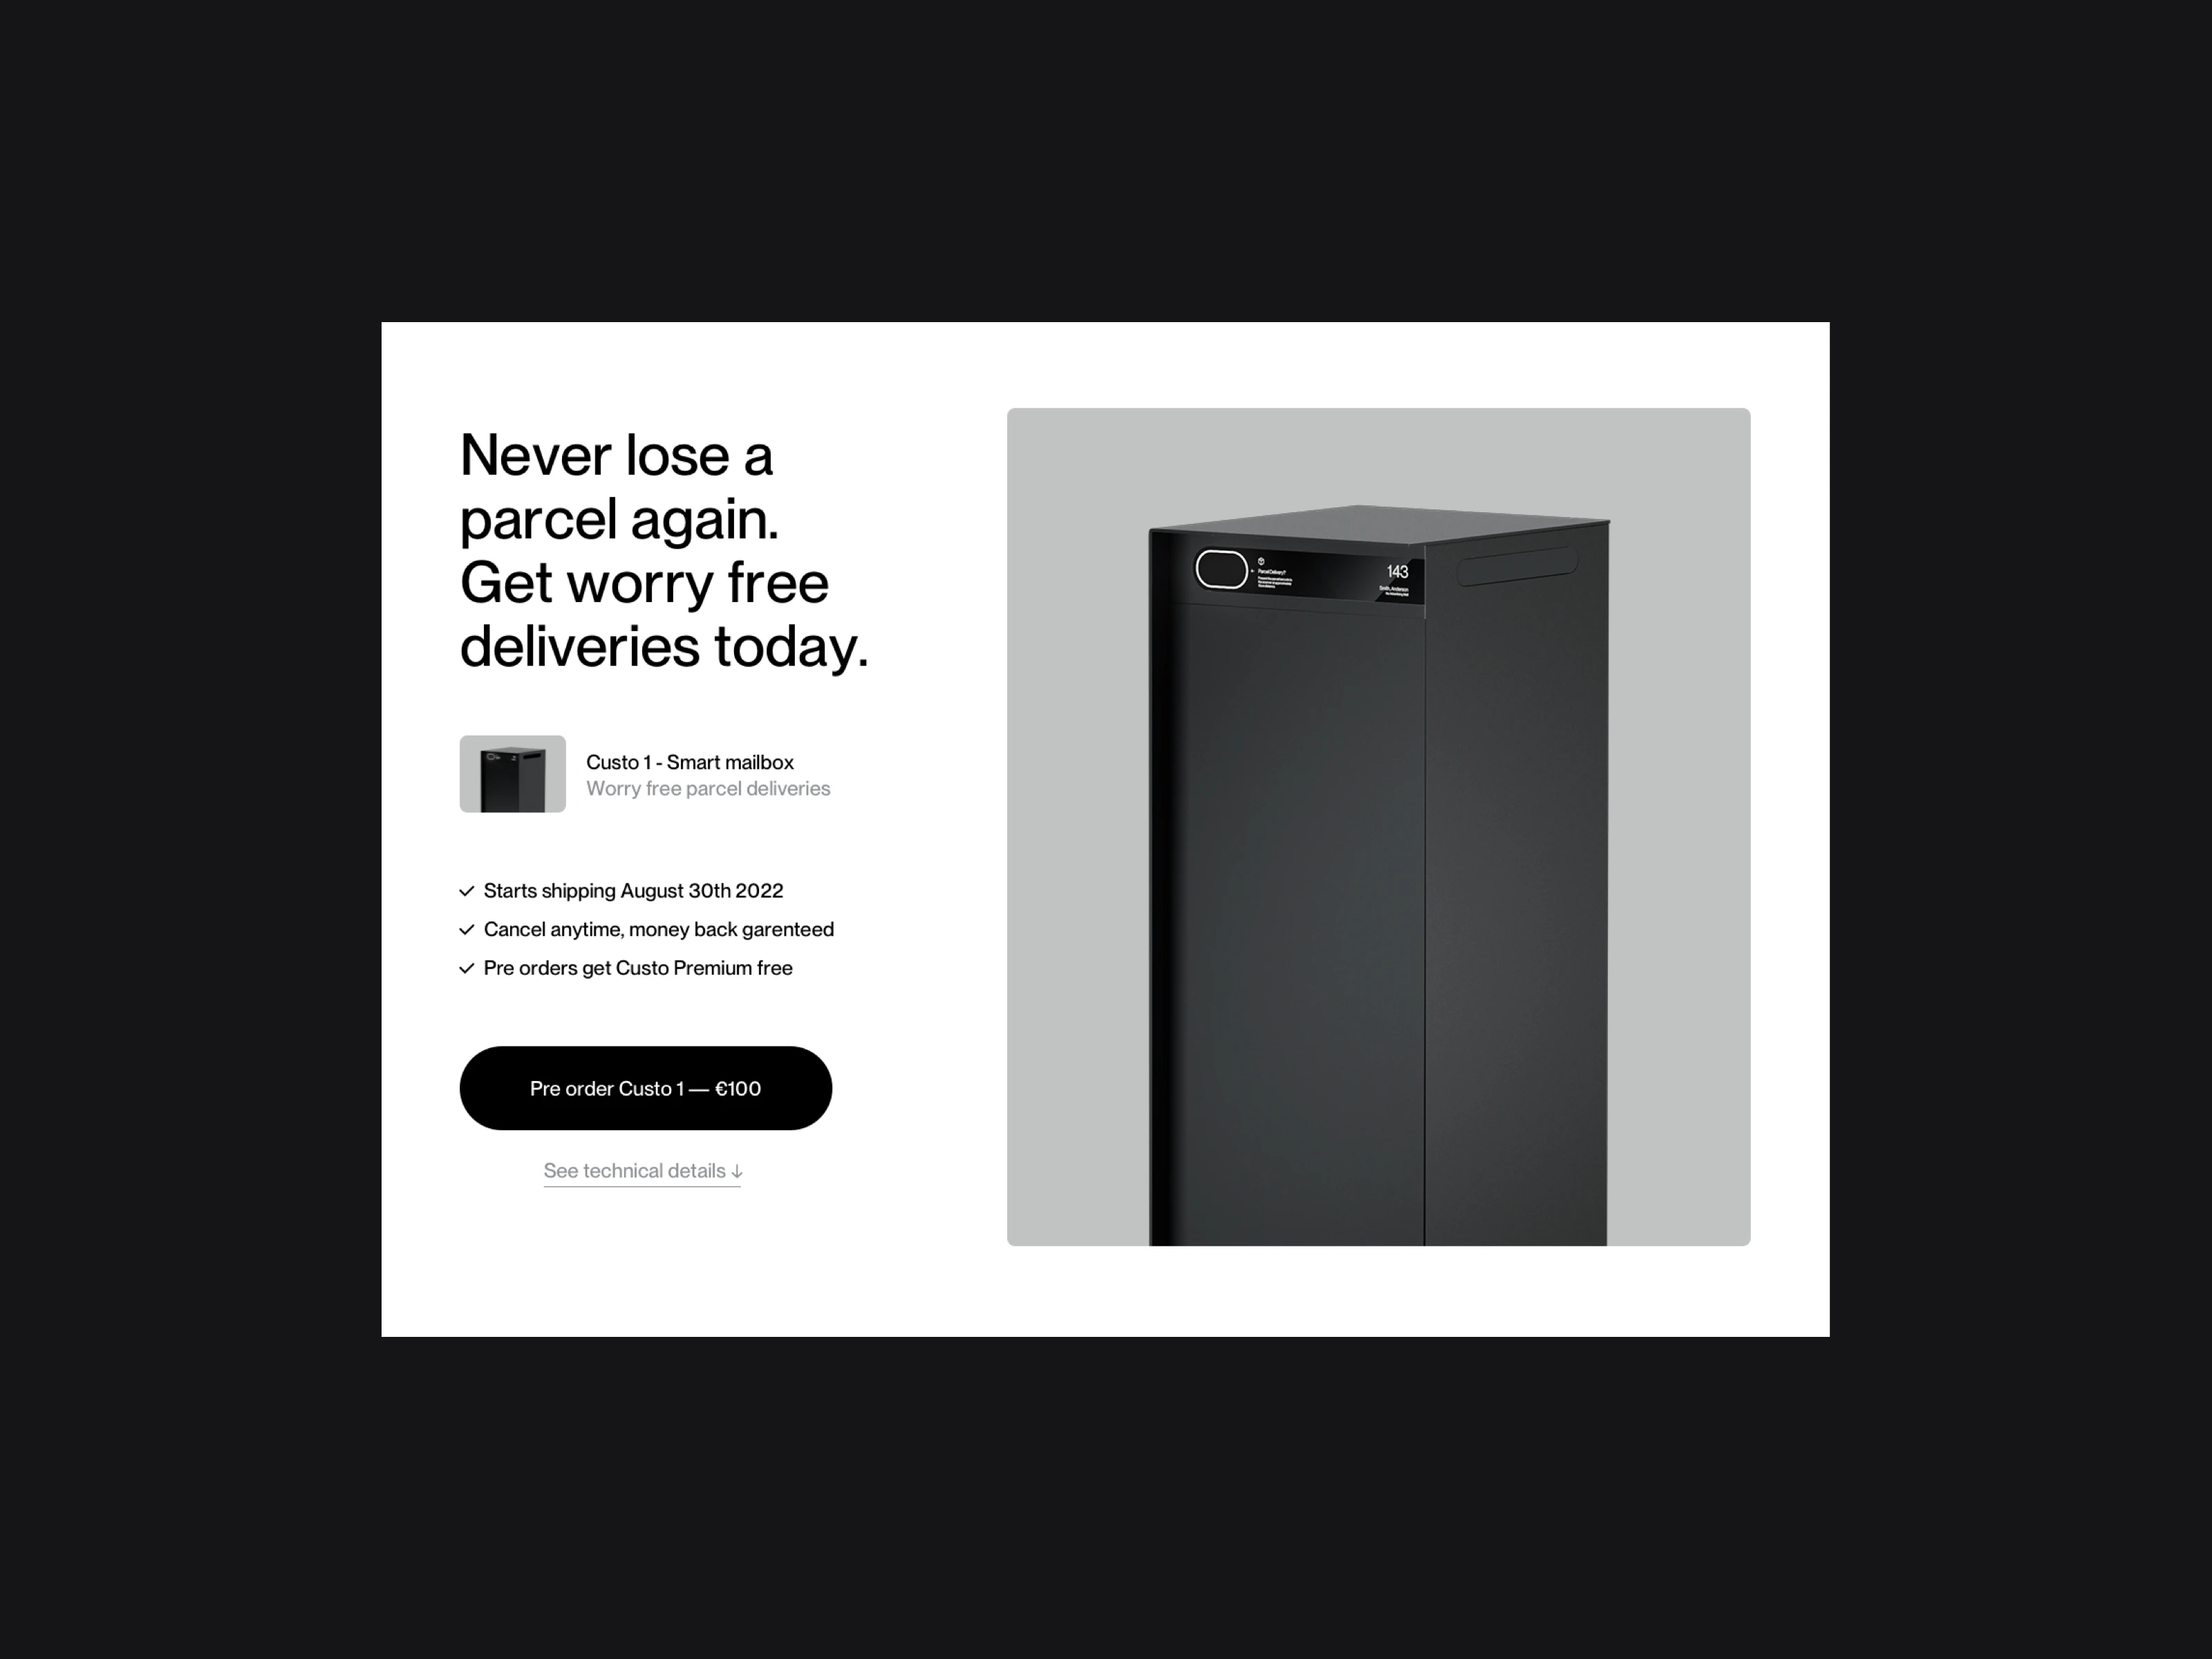 Never lose a
parcel again.
Get worry free
deliveries today.
Custo 1 - Smart mailbox
Worry free parcel deliveries
Starts shipping August 30th 2022
Cancel anytime, money back garenteed
Pre orders get Custo Premium free
Pre order Custo 1 — €100
See technical details ↓
Parcel Delivery?
143
Smith, Anderson